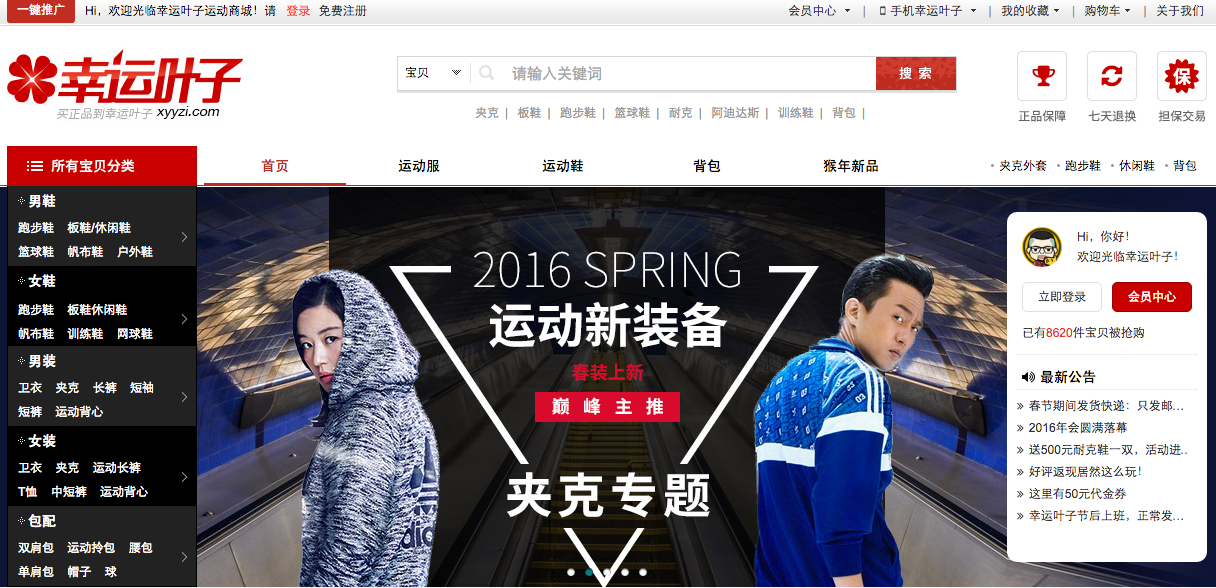 一键推广 Hi，欢迎光临幸运叶子运动商城！请 登录 免费注册 会员中心 | 手机幸运叶子 | 我的收藏 | 购物车 | 关于我们
幸运叶子
买正品到幸运叶子 xyyzi.com
宝贝 请输入关键词 搜 索
夹克 | 板鞋 | 跑步鞋 | 篮球鞋 | 耐克 | 阿迪达斯 | 训练鞋 | 背包 |
保
正品保障 七天退换 担保交易
所有宝贝分类 首页 运动服 运动鞋 背包 猴年新品 • 夹克外套 • 跑步鞋 • 休闲鞋 • 背包
男鞋
跑步鞋 板鞋/休闲鞋
篮球鞋 帆布鞋 户外鞋
女鞋
跑步鞋 板鞋休闲鞋
帆布鞋 训练鞋 网球鞋
男装
卫衣 夹克 长裤 短袖
短裤 运动背心
女装
卫衣 夹克 运动长裤
T恤 中短裤 运动背心
包配
双肩包 运动拎包 腰包
单肩包 帽子 球
2016 SPRING
运动新装备
春装上新
巅 峰 主 推
夹克专题
03
Hi，你好！
欢迎光临幸运叶子！
立即登录 会员中心
已有8620件宝贝被抢购
最新公告
» 春节期间发货快递：只发邮...
» 2016年会圆满落幕
» 送500元耐克鞋一双，活动进..
» 好评返现居然这么玩！
» 这里有50元代金券
» 幸运叶子节后上班，正常发...